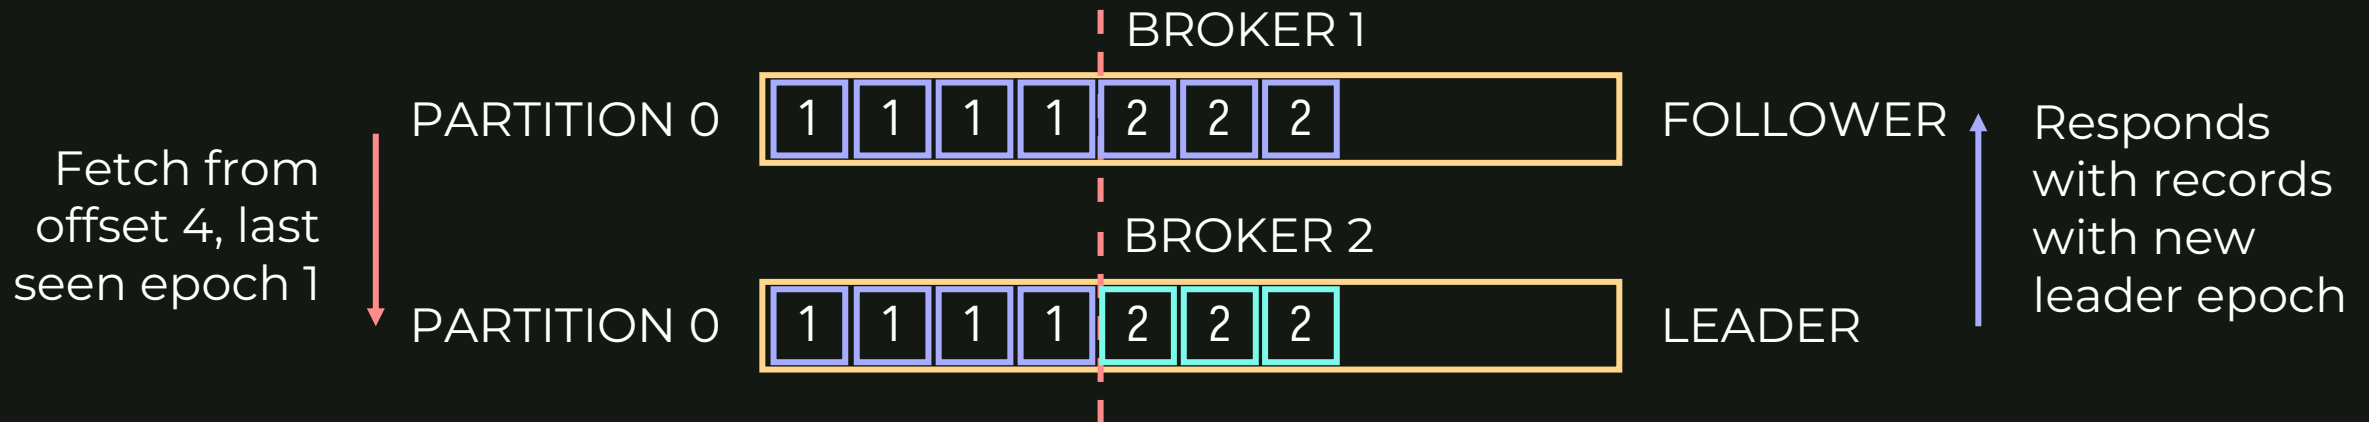 BROKER 1
PARTITION 0
1 1 1 1 2 2 2
FOLLOWER
Fetch from
offset 4, last
seen epoch 1
Responds
with records
with new
leader epoch
BROKER 2
PARTITION 0
1 1 1 1 2 2 2
LEADER